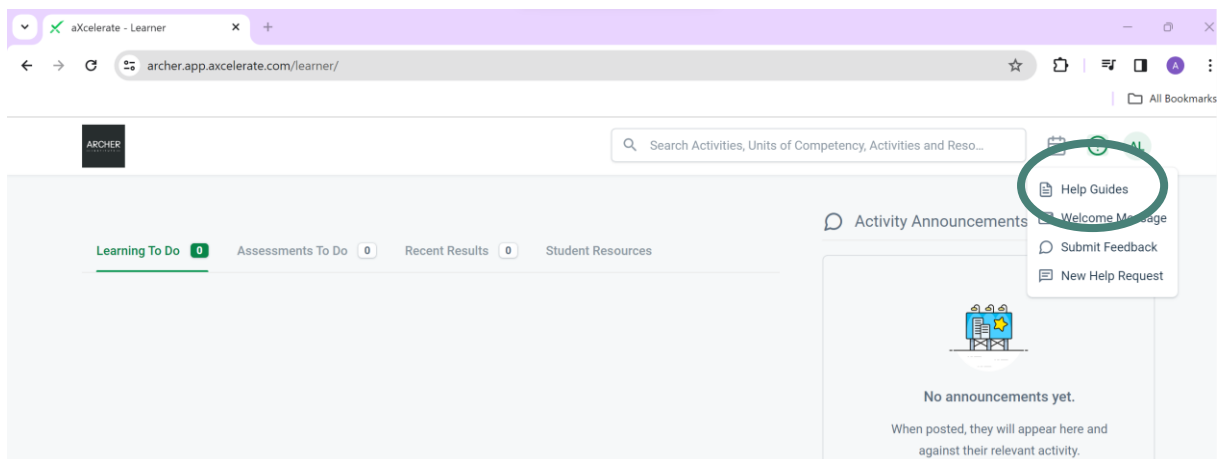 aXcelerate - Learner
archer.app.axcelerate.com/learner/
All Bookmarks
A
ARCHER
Search Activities, Units of Competency, Activities and Reso...
AL
Help Guides
Welcome Message
Submit Feedback
New Help Request
Activity Announcements
Learning To Do 0 Assessments To Do 0 Recent Results 0 Student Resources
No announcements yet.
When posted, they will appear here and
against their relevant activity.